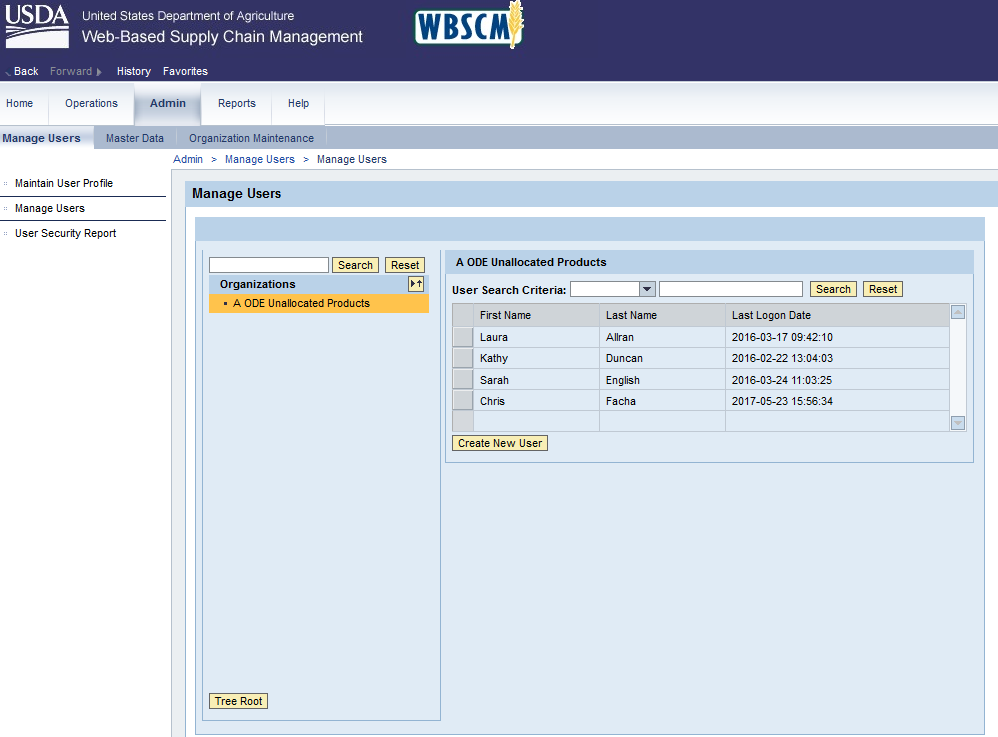 USDA
United States Department of Agriculture
Web-Based Supply Chain Management
WBSCM
Back Forward History Favorites
Home Operations Admin Reports Help
Manage Users Master Data Organization Maintenance
Admin > Manage Users > Manage Users
Maintain User Profile
Manage Users
User Security Report
Manage Users
Search Reset
Organizations
A ODE Unallocated Products
Tree Root
A ODE Unallocated Products
User Search Criteria: Search Reset
First Name Last Name Last Logon Date
Laura Allran 2016-03-17 09:42:10
Kathy Duncan 2016-02-22 13:04:03
Sarah English 2016-03-24 11:03:25
Chris Facha 2017-05-23 15:56:34
Create New User